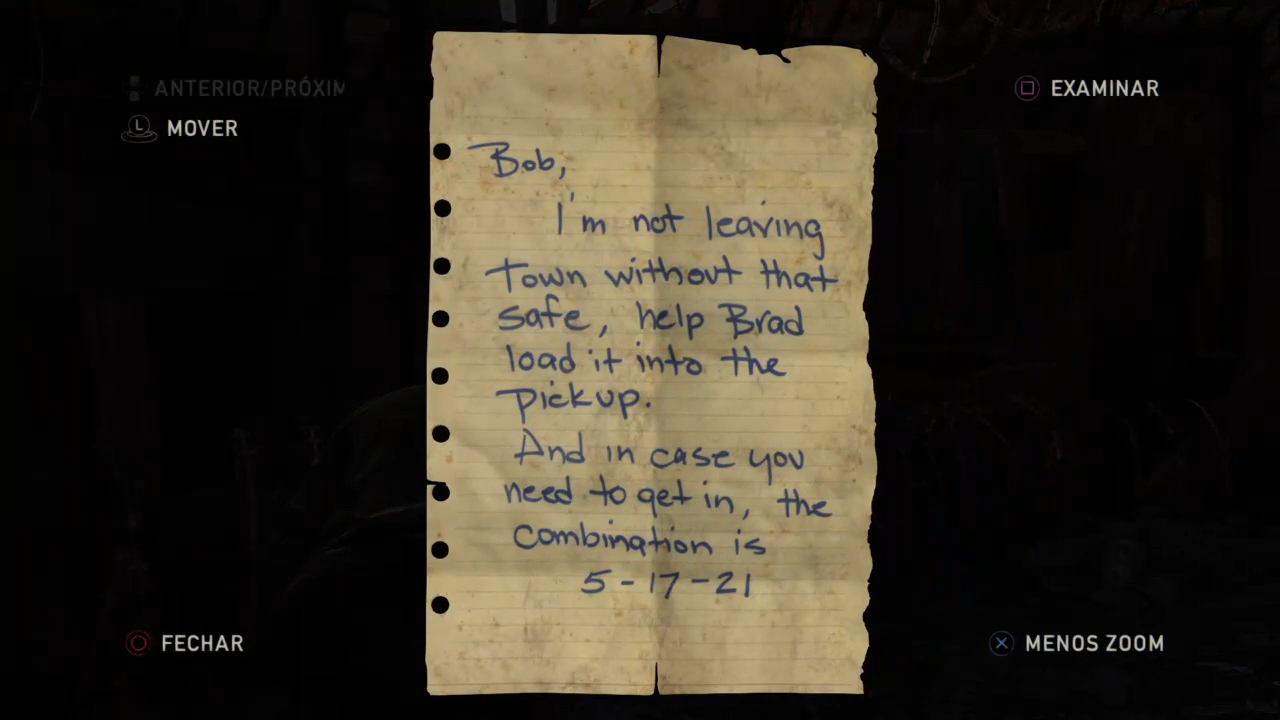 ANTERIOR/PRÓXIM
MOVER
L
EXAMINAR
Bob,
I'm not leaving
Town without that
safe, help Brad
load it into the
pickup.
And in case you
need to get in, the
combination is
5-17-21
FECHAR
MENOS ZOOM